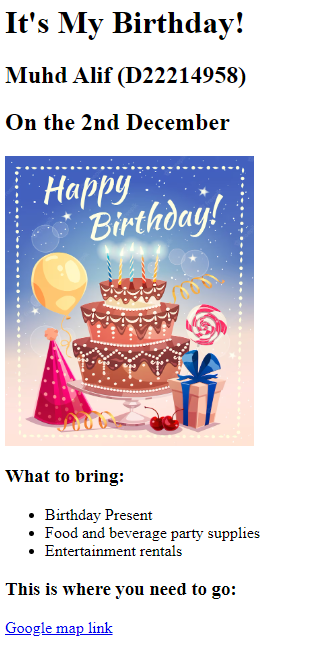 It's My Birthday!
Muhd Alif (D22214958)
On the 2nd December
Happy
Birthday!
What to bring:
Birthday Present
Food and beverage party supplies
Entertainment rentals
This is where you need to go:
Google map link